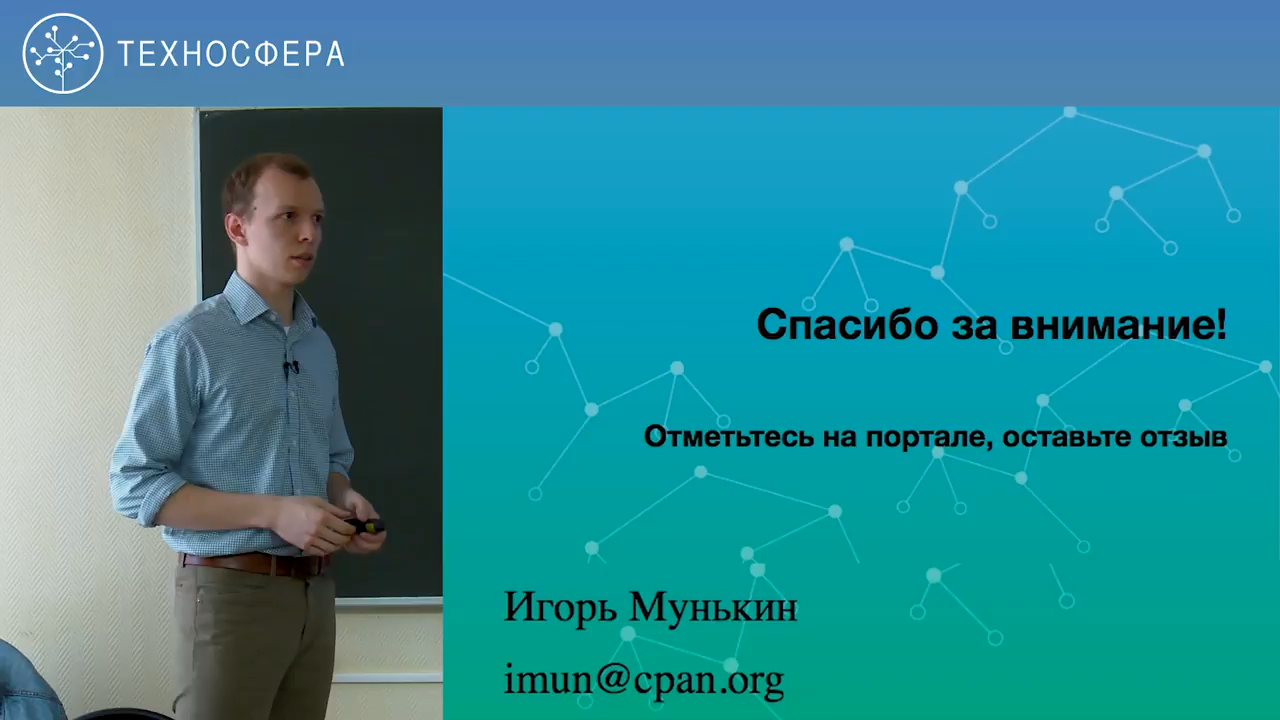 ТЕХНОСФЕРА
Спасибо за внимание!
Отметьтесь на портале, оставьте отзыв
Игорь Мунькин
imun@cpan.org